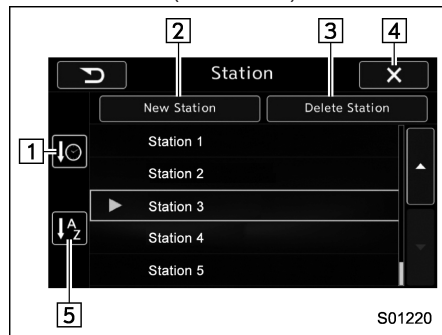 2
3
4
Station
New Station
Delete Station
1
Station 1
Station 2
Station 3
A
Z
Station 4
Station 5
5
S01220